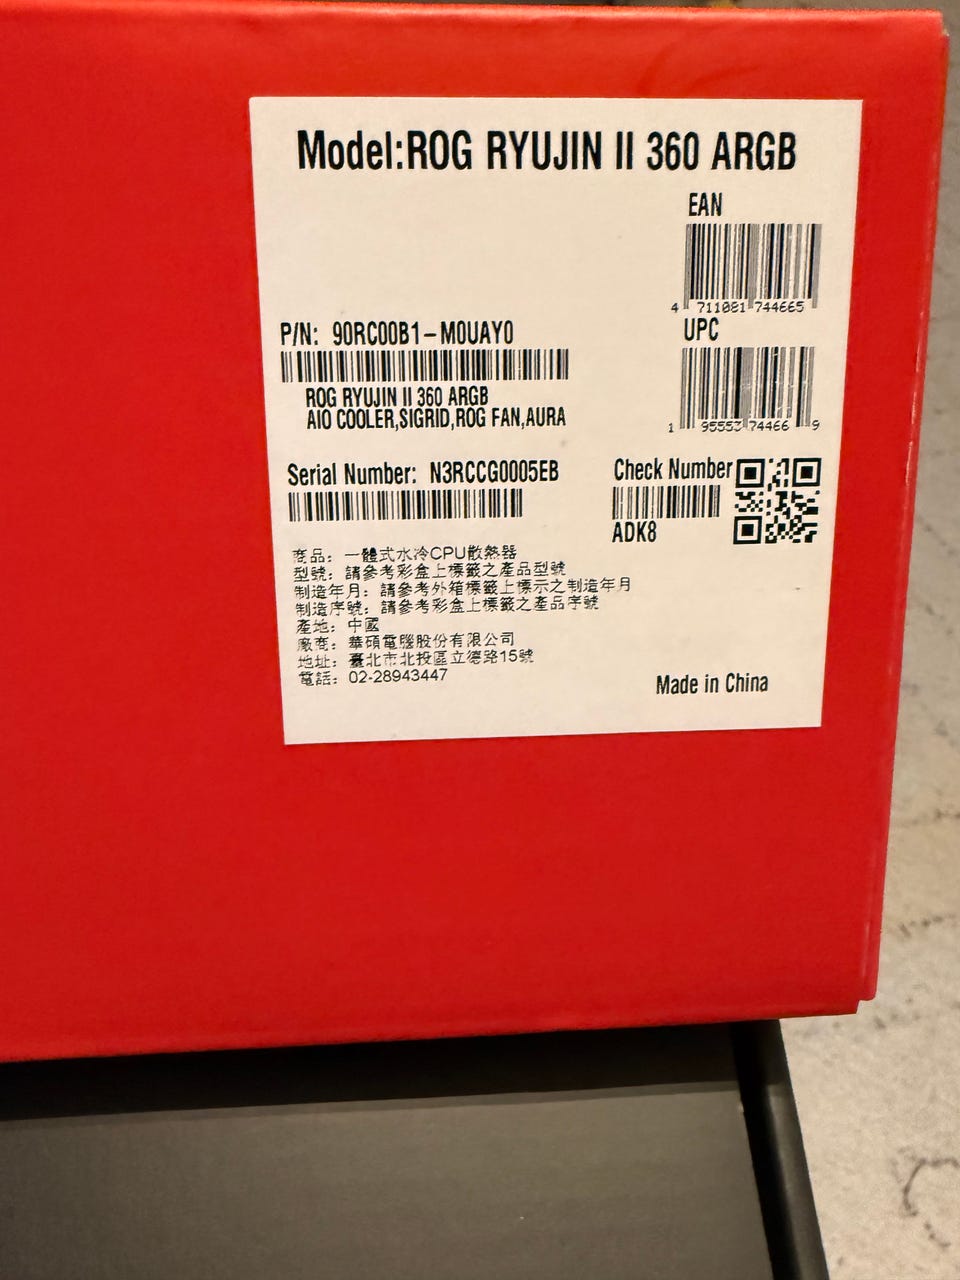 Model:ROG RYUJIN II 360 ARGB
EAN
4 711081 744665
P/N: 90RC00B1-M0UAY0
UPC
ROG RYUJIN II 360 ARGB
AIO COOLER,SIGRID,ROG FAN,AURA
1 95553 74466 9
Serial Number: N3RCCG0005EB
Check Number
ADK8
商品: 一體式水冷CPU散熱器
型號: 請參考彩盒上標籤之產品型號
制造年月: 請參考外箱標籤上標示之制造年月
制造序號: 請參考彩盒上標籤之產品序號
產地: 中國
廠商: 華碩電腦股份有限公司
地址: 臺北市北投區立德路15號
電話: 02-28943447
Made in China